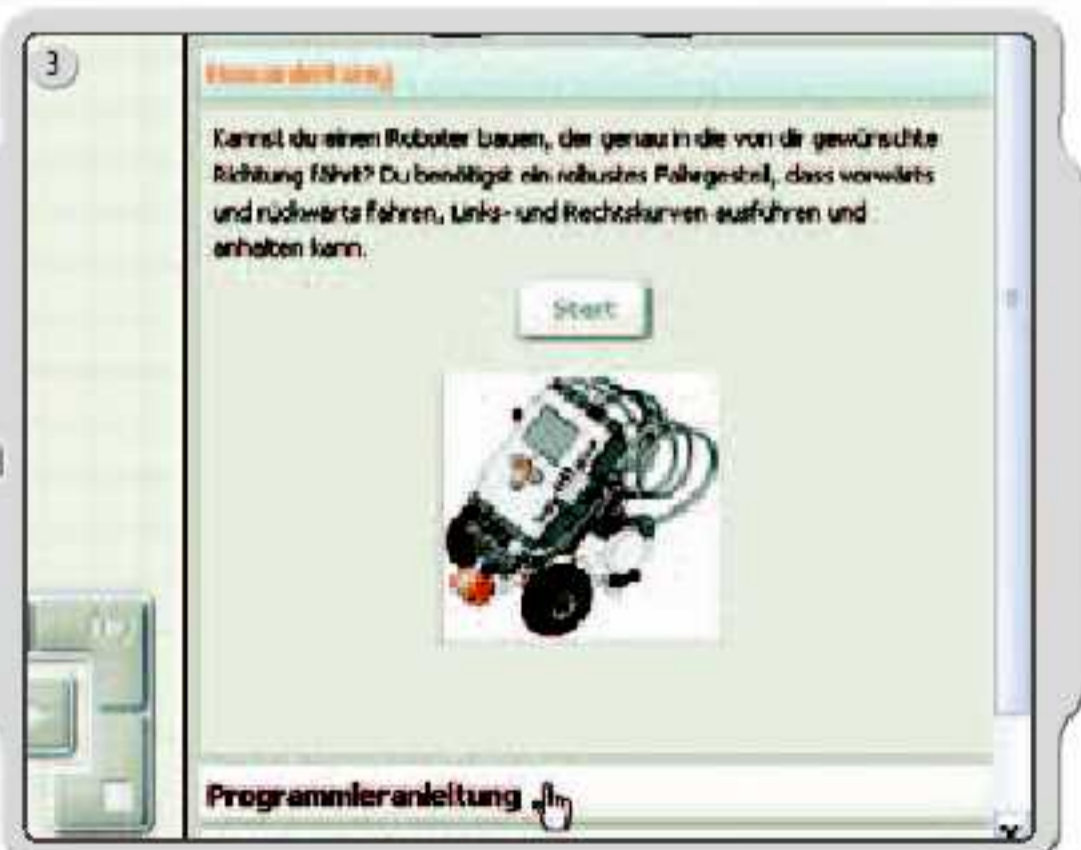 3
Bauanleitung
Kannst du einen Roboter bauen, der genau in die von dir gewünschte
Richtung fährt? Du benötigst ein robustes Fahrgestell, dass vorwärts
und rückwärts fahren, Links- und Rechtskurven ausführen und
anhalten kann.
Start
Programmieranleitung